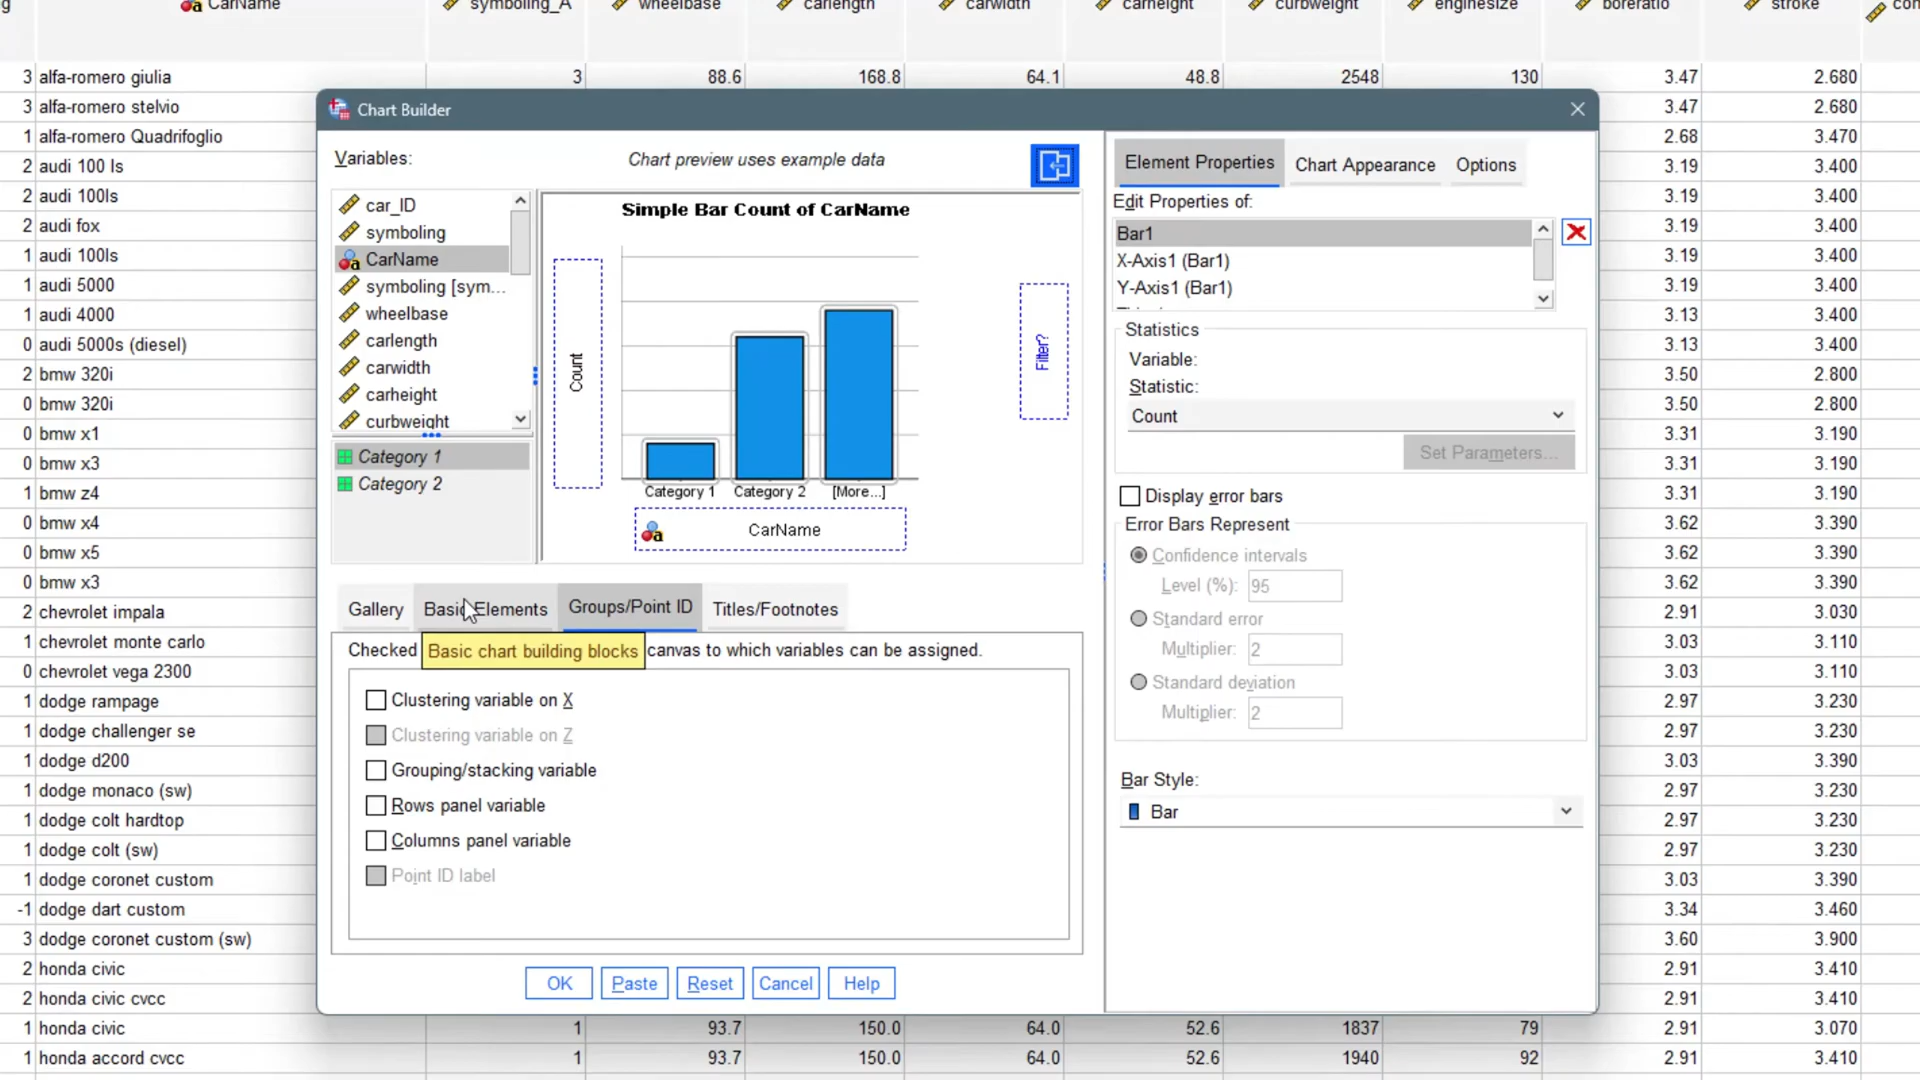 CarName symboling_A wheelbase carlength carwidth carheight curbweight enginesize boreratio stroke
3 alfa-romero giulia 3 88.6 168.8 64.1 48.8 2548 130 3.47 2.680
3 alfa-romero stelvio 3.47 2.680
1 alfa-romero Quadrifoglio 2.68 3.470
2 audi 100 ls 3.19 3.400
2 audi 100ls 3.19 3.400
2 audi fox 3.19 3.400
1 audi 100ls 3.19 3.400
1 audi 5000 3.19 3.400
1 audi 4000 3.13 3.400
0 audi 5000s (diesel) 3.13 3.400
2 bmw 320i 3.50 2.800
0 bmw 320i 3.50 2.800
0 bmw x1 3.31 3.190
0 bmw x3 3.31 3.190
1 bmw z4 3.31 3.190
0 bmw x4 3.62 3.390
0 bmw x5 3.62 3.390
0 bmw x3 3.62 3.390
2 chevrolet impala 2.91 3.030
1 chevrolet monte carlo 3.03 3.110
0 chevrolet vega 2300 3.03 3.110
1 dodge rampage 2.97 3.230
1 dodge challenger se 2.97 3.230
1 dodge d200 3.03 3.390
1 dodge monaco (sw) 2.97 3.230
1 dodge colt hardtop 2.97 3.230
1 dodge colt (sw) 2.97 3.230
1 dodge coronet custom 3.03 3.390
-1 dodge dart custom 3.34 3.460
3 dodge coronet custom (sw) 3.60 3.900
2 honda civic 2.91 3.410
2 honda civic cvcc 2.91 3.410
1 honda civic 1 93.7 150.0 64.0 52.6 1837 79 2.91 3.070
1 honda accord cvcc 1 93.7 150.0 64.0 52.6 1940 92 2.91 3.410
Chart Builder
Variables:
Chart preview uses example data
car_ID
symboling
CarName
symboling [sym...
wheelbase
carlength
carwidth
carheight
curbweight
Category 1
Category 2
Simple Bar Count of CarName
Count
Filter?
Category 1 Category 2 [More...]
CarName
Gallery Basic Elements Groups/Point ID Titles/Footnotes
Checked Basic chart building blocks canvas to which variables can be assigned.
Clustering variable on X
Clustering variable on Z
Grouping/stacking variable
Rows panel variable
Columns panel variable
Point ID label
OK Paste Reset Cancel Help
Element Properties Chart Appearance Options
Edit Properties of:
Bar1
X-Axis1 (Bar1)
Y-Axis1 (Bar1)
Statistics
Variable:
Statistic:
Count
Set Parameters...
Display error bars
Error Bars Represent
Confidence intervals
Level (%): 95
Standard error
Multiplier: 2
Standard deviation
Multiplier: 2
Bar Style:
Bar